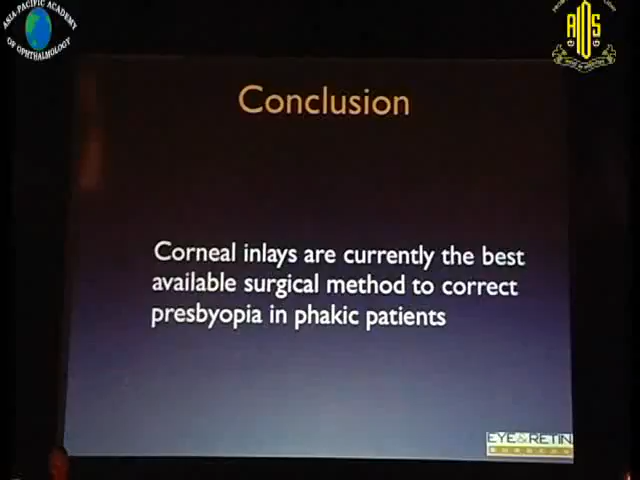 ASIA-PACIFIC ACADEMY
OF OPHTHALMOLOGY
AIOS
Conclusion
Corneal inlays are currently the best
available surgical method to correct
presbyopia in phakic patients
EYE & RETIN